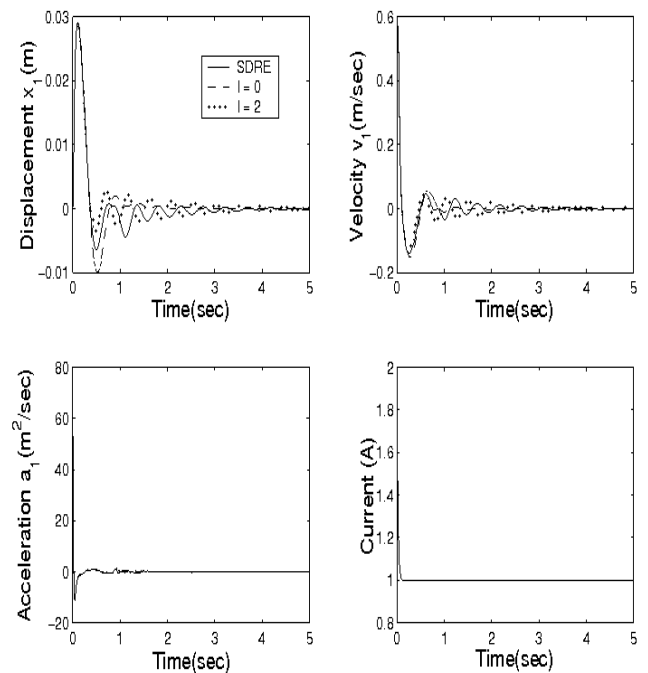 0.03
0.02
0.01
0
−0.01
Displacement x_1(m)
0 1 2 3 4 5
Time(sec)
SDRE
I = 0
I = 2
0.6
0.4
0.2
0
−0.2
Velocity v_1(m/sec)
0 1 2 3 4 5
Time(sec)
80
60
40
20
0
−20
Acceleration a_1(m^2/sec)
0 1 2 3 4 5
Time(sec)
2
1.8
1.6
1.4
1.2
1
0.8
Current (A)
0 1 2 3 4 5
Time(sec)